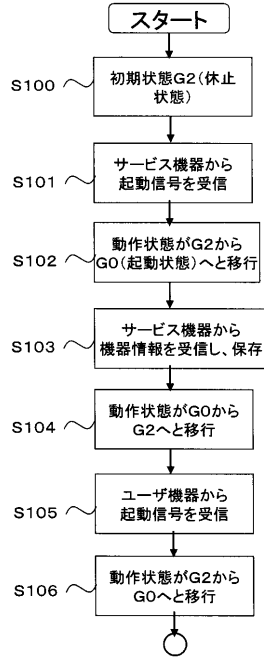 スタート
S100
初期状態G2(休止
状態)
S101
サービス機器から
起動信号を受信
S102
動作状態がG2から
G0(起動状態)へと移行
S103
サービス機器から
機器情報を受信し、保存
S104
動作状態がG0から
G2へと移行
S105
ユーザ機器から
起動信号を受信
S106
動作状態がG2から
G0へと移行